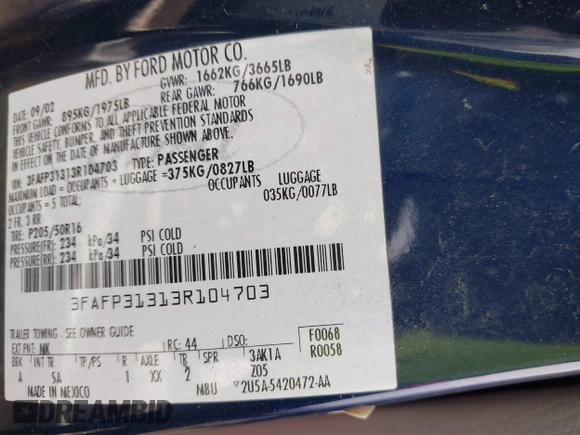 MFD. BY FORD MOTOR CO.
DATE: 09/02 GVWR: 1662KG/3665LB
FRONT GAWR: 895KG/1975LB REAR GAWR: 766KG/1690LB
THIS VEHICLE CONFORMS TO ALL APPLICABLE FEDERAL MOTOR
VEHICLE SAFETY, BUMPER, AND THEFT PREVENTION STANDARDS
IN EFFECT ON THE DATE OF MANUFACTURE SHOWN ABOVE.
VIN: 3FAFP31313R104703 TYPE: PASSENGER
MAXIMUM LOAD = OCCUPANTS + LUGGAGE =375KG/0827LB
OCCUPANTS = 5 TOTAL: OCCUPANTS LUGGAGE
2 FR, 3 RR 035KG/0077LB
TIRE: P205/50R16
PRESSURE(FR): 234 kPa/34 PSI COLD
PRESSURE(RR): 234 kPa/34 PSI COLD
3FAFP31313R104703
TRAILER TOWING - SEE OWNER GUIDE
EXT PNT: NK RC: 44 DSO: F0068
BRK INT TR TP/PS R AXLE TR SPR 3AK1A R0058
A SA 1 XX 2 Z05
MADE IN MEXICO MBU 2U5A-5420472-AA
DREAMBID